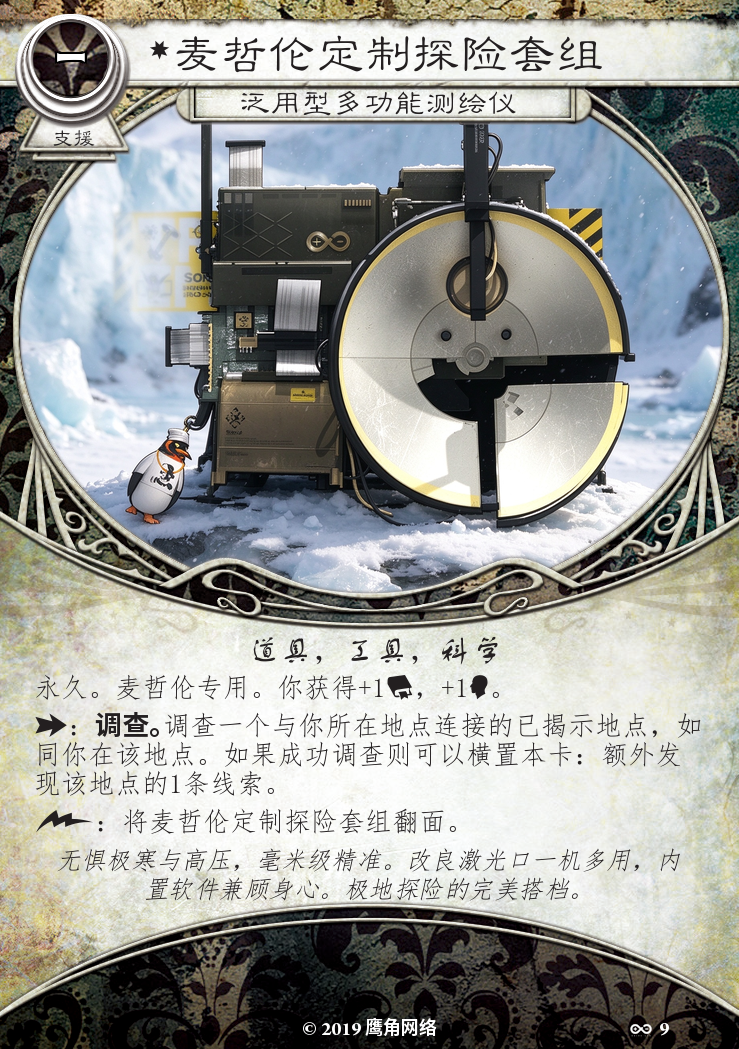 麦哲伦定制探险套组
泛用型多功能测绘仪
支援
道具，工具，科学
永久。麦哲伦专用。你获得+1，+1。
：调查。调查一个与你所在地点连接的已揭示地点，如
同你在该地点。如果成功调查则可以横置本卡：额外发
现该地点的1条线索。
：将麦哲伦定制探险套组翻面。
无惧极寒与高压，毫米级精准。改良激光口一机多用，内
置软件兼顾身心。极地探险的完美搭档。
© 2019 鹰角网络
9